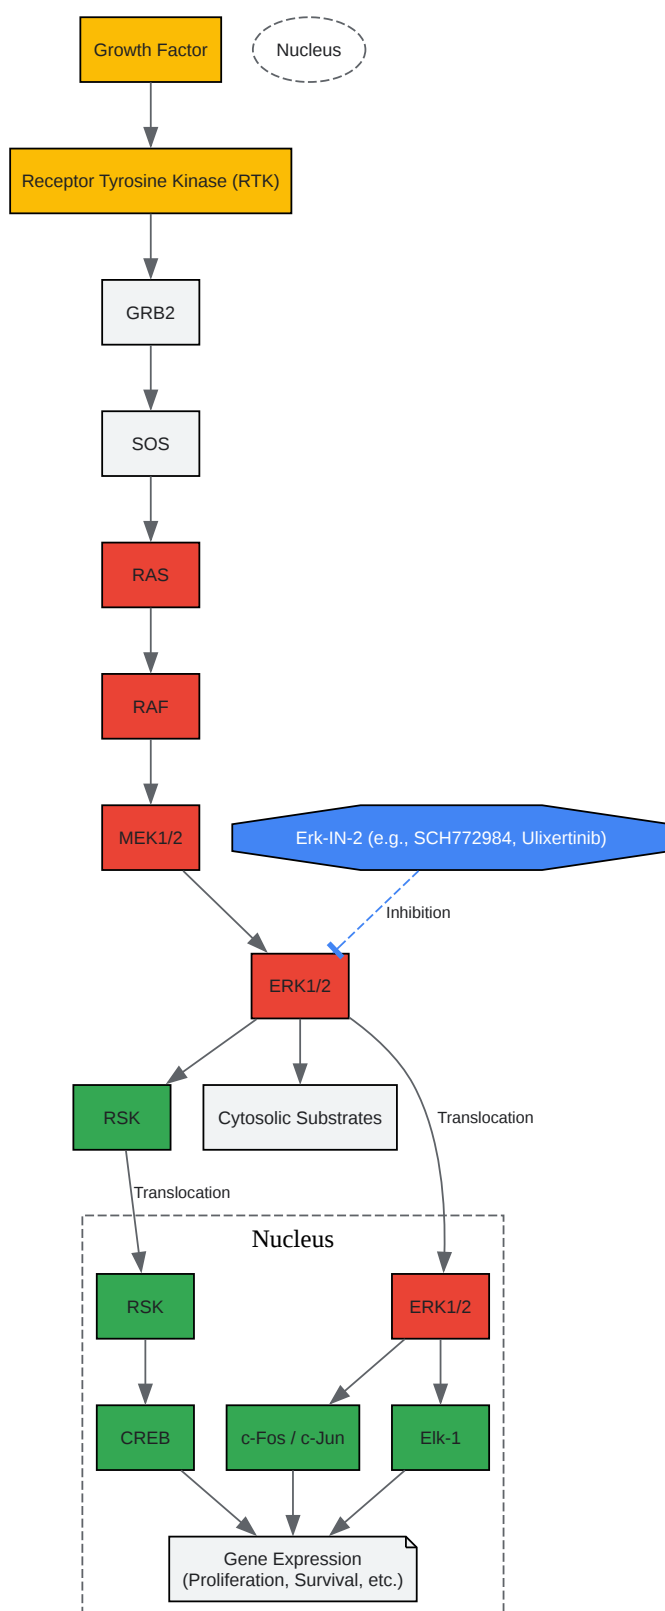 Growth Factor
Nucleus
Receptor Tyrosine Kinase (RTK)
GRB2
SOS
RAS
RAF
MEK1/2
Erk-IN-2 (e.g., SCH772984, Ulixertinib)
Inhibition
ERK1/2
RSK
Cytosolic Substrates
Translocation
Translocation
Nucleus
RSK
ERK1/2
CREB
c-Fos / c-Jun
Elk-1
Gene Expression
(Proliferation, Survival, etc.)